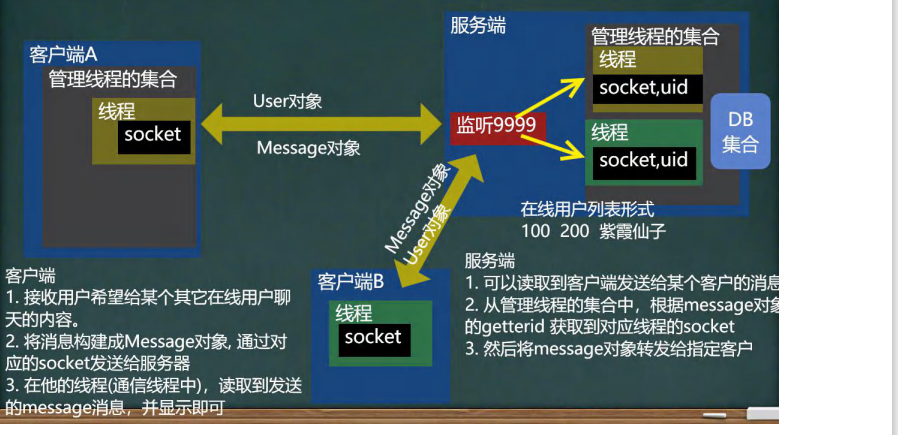 服务端
客户端A
管理线程的集合
线程
socket
User对象
Message对象
监听9999
管理线程的集合
线程
socket,uid
线程
socket,uid
DB
集合
在线用户列表形式
100 200 紫霞仙子
Message对象
User对象
客户端B
线程
socket
客户端
1. 接收用户希望给某个其它在线用户聊
天的内容。
2. 将消息构建成Message对象, 通过对
应的socket发送给服务器
3. 在他的线程(通信线程中)，读取到发送
的message消息，并显示即可
服务端
1. 可以读取到客户端发送给某个客户的消息
2. 从管理线程的集合中，根据message对象
的getterid 获取到对应线程的socket
3. 然后将message对象转发给指定客户